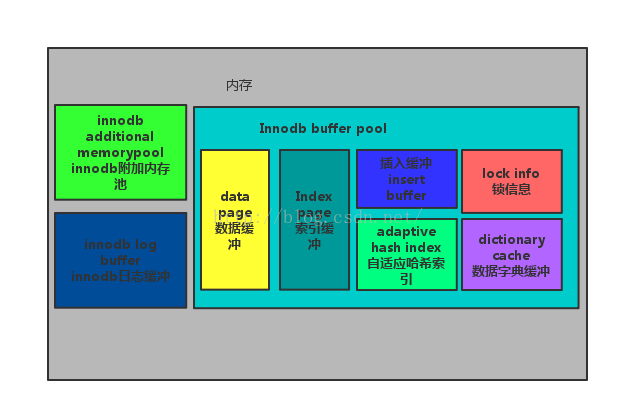 内存
innodb
additional
memorypool
innodb附加内存
池
innodb log
buffer
innodb日志缓冲
Innodb buffer pool
data
page
数据缓
冲
Index
page
索引缓
冲
插入缓冲
insert
buffer
lock info
锁信息
adaptive
hash index
自适应哈希索
引
dictionary
cache
数据字典缓冲
http://blog.csdn.net/